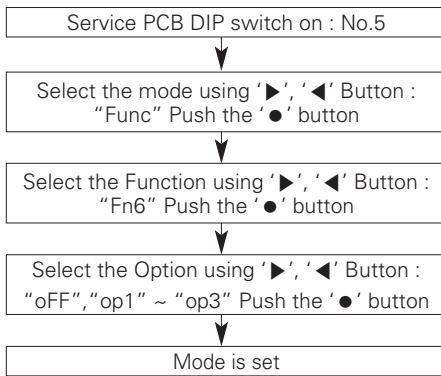 Service PCB DIP switch on : No.5
Select the mode using ‘▶’, ‘◀’ Button :
“Func” Push the ‘●’ button
Select the Function using ‘▶’, ‘◀’ Button :
“Fn6” Push the ‘●’ button
Select the Option using ‘▶’, ‘◀’ Button :
“oFF”,“op1” ~ “op3” Push the ‘●’ button
Mode is set